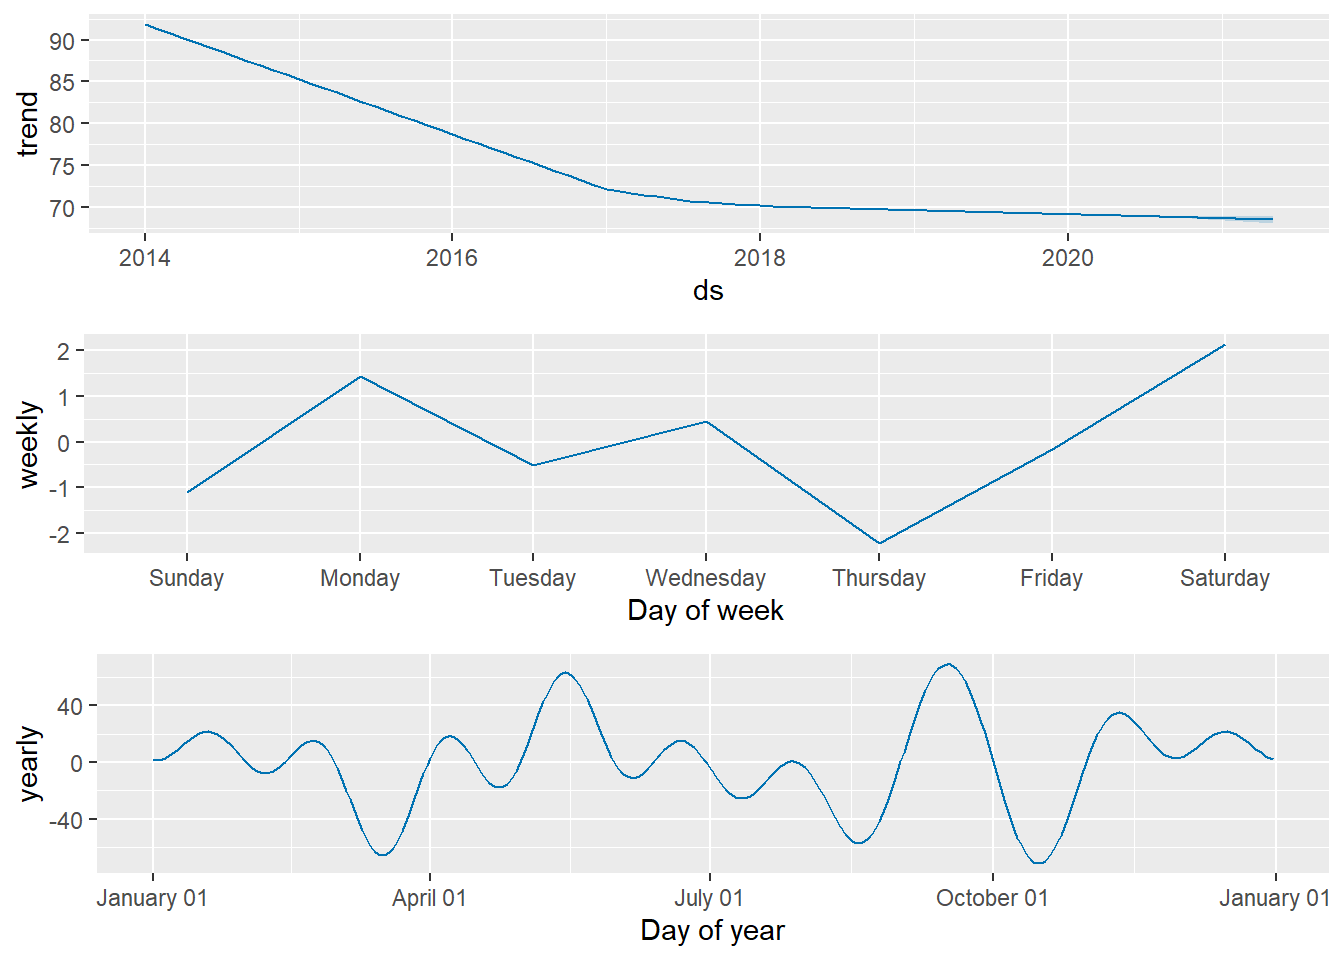 trend
90
85
80
75
70
2014 2016 2018 2020
ds
weekly
2
1
0
-1
-2
Sunday Monday Tuesday Wednesday Thursday Friday Saturday
Day of week
yearly
40
0
-40
January 01 April 01 July 01 October 01 January 01
Day of year